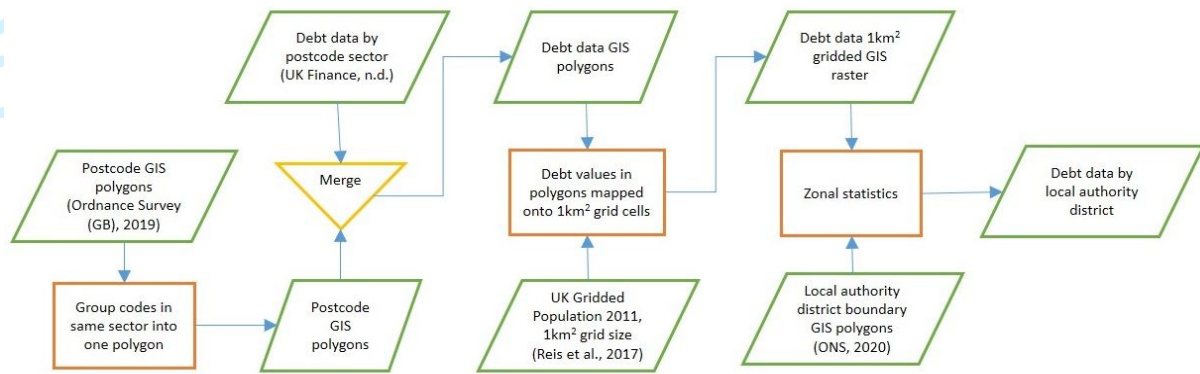 Debt data by
postcode sector
(UK Finance, n.d.)
Debt data GIS
polygons
Debt data 1km²
gridded GIS
raster
Postcode GIS
polygons
(Ordnance Survey
(GB), 2019)
Merge
Debt values in
polygons mapped
onto 1km² grid cells
Zonal statistics
Debt data by
local authority
district
Group codes in
same sector into
one polygon
Postcode
GIS
polygons
UK Gridded
Population 2011,
1km² grid size
(Reis et al., 2017)
Local authority
district boundary
GIS polygons
(ONS, 2020)